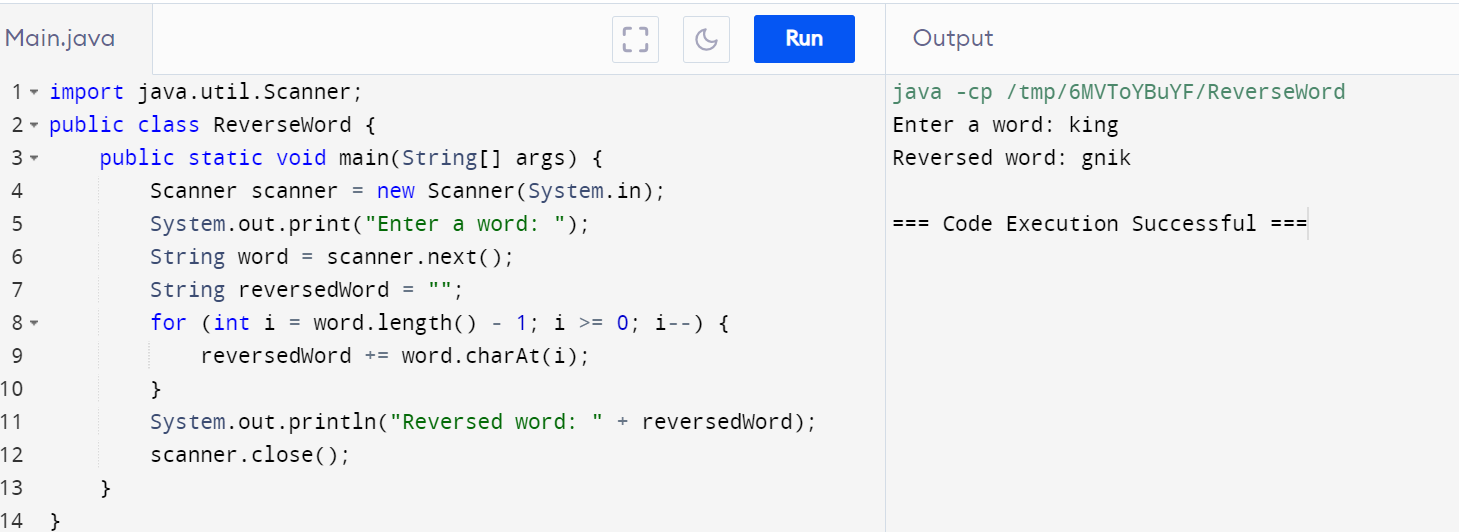 Main.java
Run
Output
1 import java.util.Scanner;
2 public class ReverseWord {
3     public static void main(String[] args) {
4         Scanner scanner = new Scanner(System.in);
5         System.out.print("Enter a word: ");
6         String word = scanner.next();
7         String reversedWord = "";
8         for (int i = word.length() - 1; i >= 0; i--) {
9             reversedWord += word.charAt(i);
10         }
11         System.out.println("Reversed word: " + reversedWord);
12         scanner.close();
13     }
14 }
java -cp /tmp/6MVToYBuYF/ReverseWord
Enter a word: king
Reversed word: gnik
=== Code Execution Successful ===